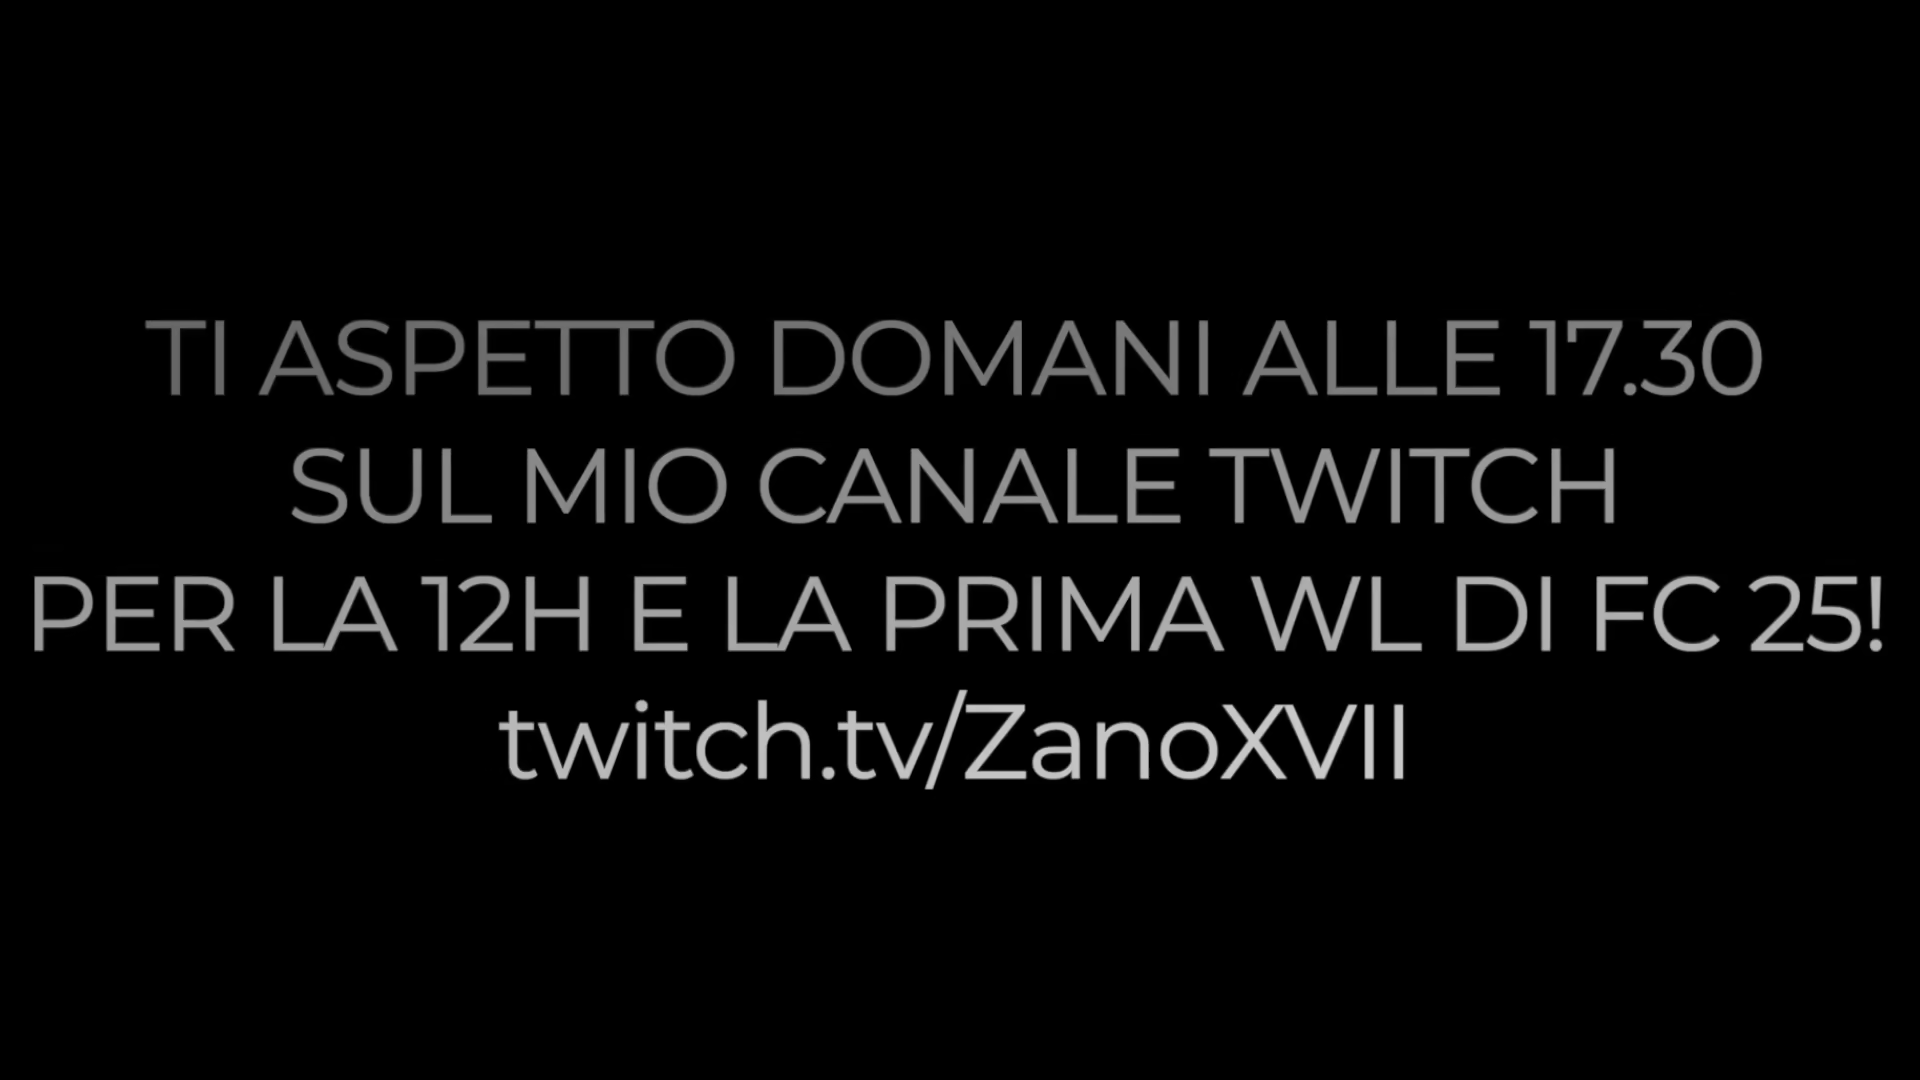 TI ASPETTO DOMANI ALLE 17.30
SUL MIO CANALE TWITCH
PER LA 12H E LA PRIMA WL DI FC 25!
twitch.tv/ZanoXVII